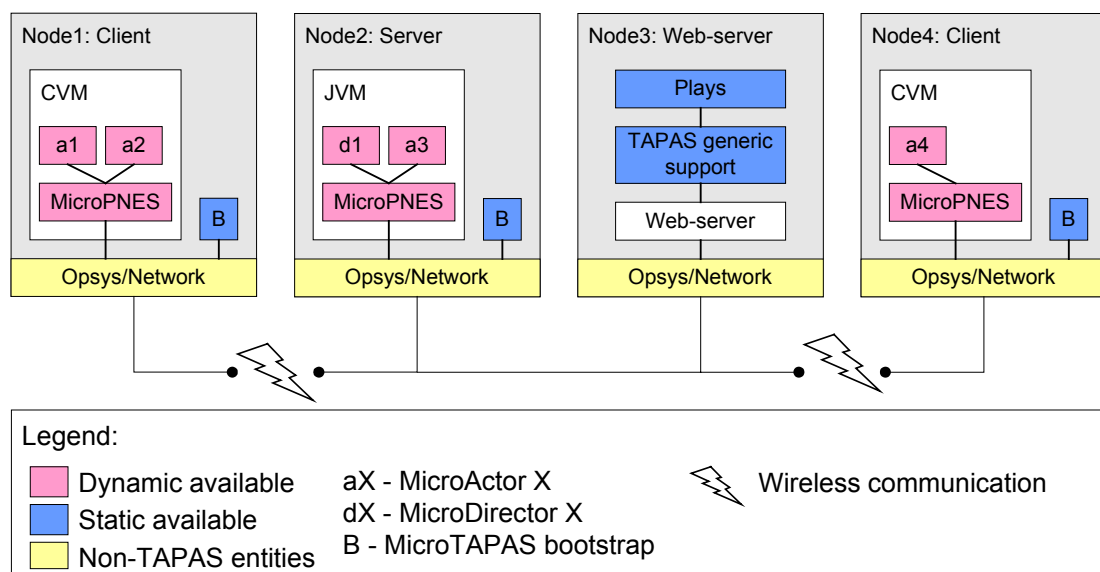 Node1: Client
CVM
a1
a2
MicroPNES
B
Opsys/Network
Node2: Server
JVM
d1
a3
MicroPNES
B
Opsys/Network
Node3: Web-server
Plays
TAPAS generic
support
Web-server
Opsys/Network
Node4: Client
CVM
a4
MicroPNES
B
Opsys/Network
Legend:
Dynamic available
Static available
Non-TAPAS entities
aX - MicroActor X
dX - MicroDirector X
B - MicroTAPAS bootstrap
Wireless communication